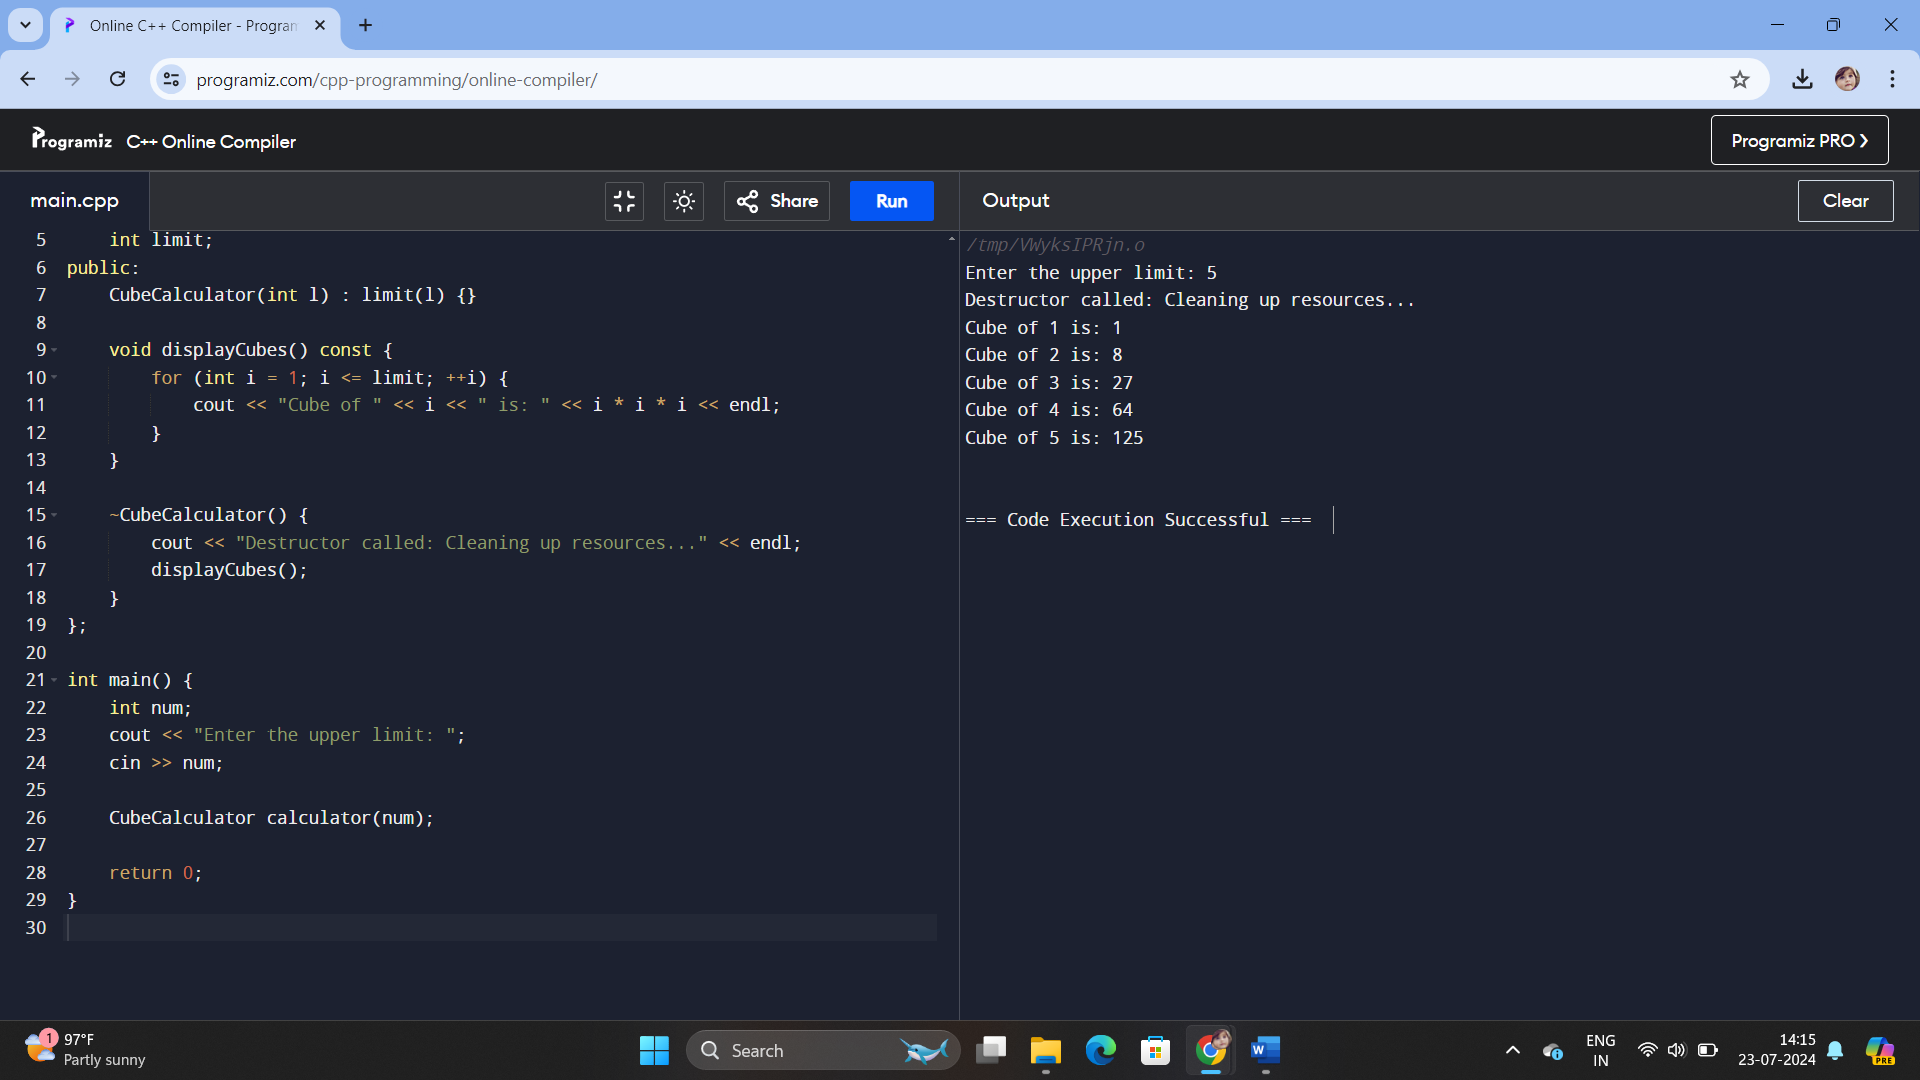 Online C++ Compiler - Program
programiz.com/cpp-programming/online-compiler/
Programiz C++ Online Compiler
Programiz PRO
main.cpp
Share
Run
Output
Clear
5 int limit;
6 public:
7 CubeCalculator(int l) : limit(l) {}
8
9 void displayCubes() const {
10 for (int i = 1; i <= limit; ++i) {
11 cout << "Cube of " << i << " is: " << i * i * i << endl;
12 }
13 }
14
15 ~CubeCalculator() {
16 cout << "Destructor called: Cleaning up resources..." << endl;
17 displayCubes();
18 }
19 };
20
21 int main() {
22 int num;
23 cout << "Enter the upper limit: ";
24 cin >> num;
25
26 CubeCalculator calculator(num);
27
28 return 0;
29 }
30
/tmp/VWyksIPRjn.o
Enter the upper limit: 5
Destructor called: Cleaning up resources...
Cube of 1 is: 1
Cube of 2 is: 8
Cube of 3 is: 27
Cube of 4 is: 64
Cube of 5 is: 125
=== Code Execution Successful ===
1
97°F
Partly sunny
Search
W
ENG
IN
14:15
23-07-2024
PRE